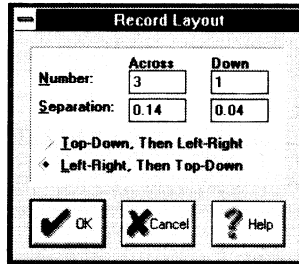 Record Layout
Across Down
Number: 3 1
Separation: 0.14 0.04
Top-Down, Then Left-Right
Left-Right, Then Top-Down
OK Cancel Help